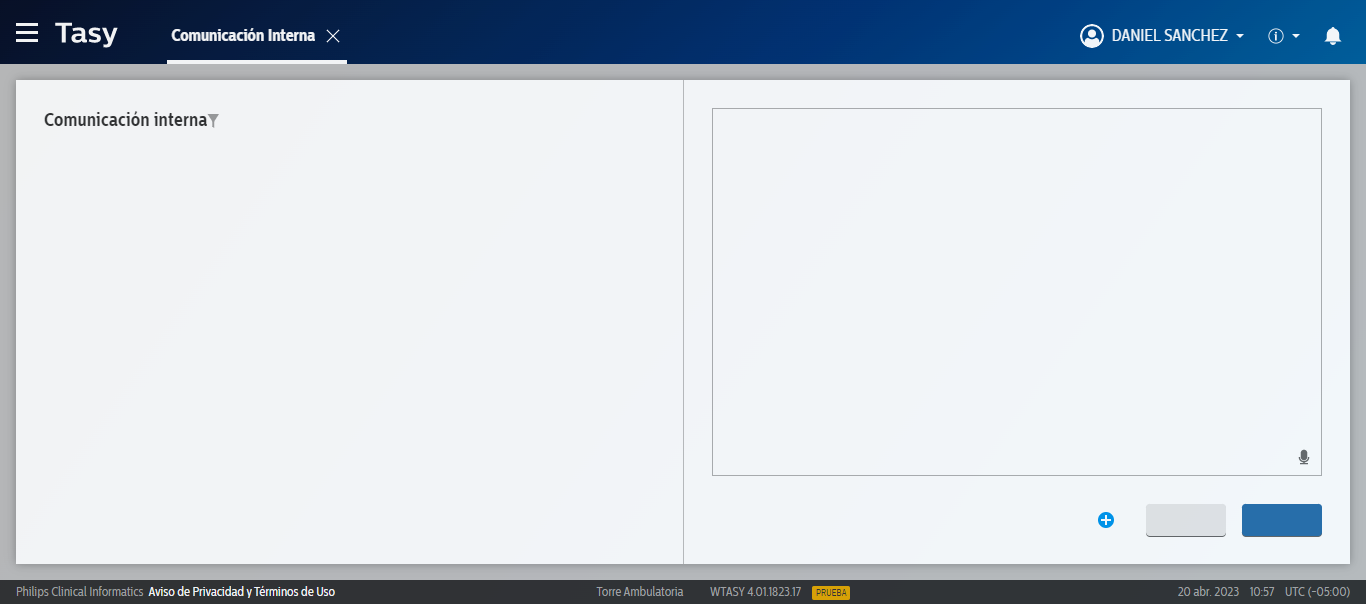 Tasy
Comunicación Interna
DANIEL SANCHEZ
Comunicación interna
Philips Clinical Informatics Aviso de Privacidad y Términos de Uso
Torre Ambulatoria WTASY 4.01.1823.17 PRUEBA
20 abr. 2023 10:57 UTC (-05:00)